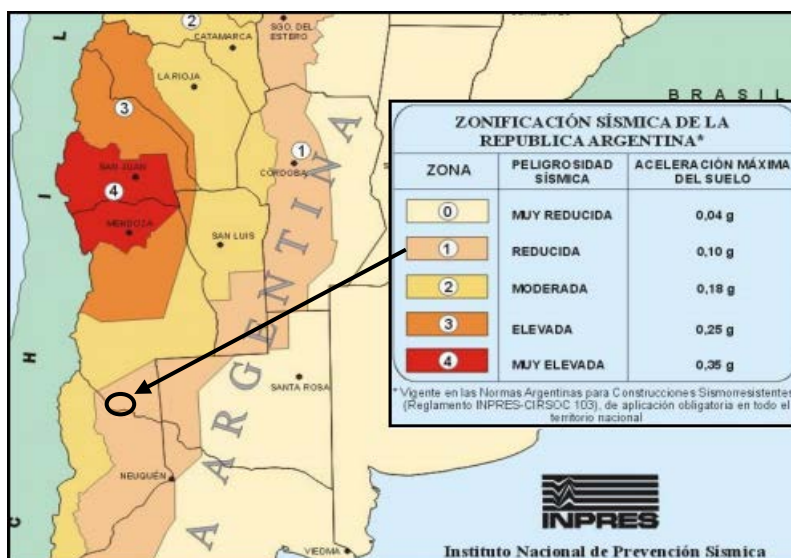 2
CATAMARCA
SGO. DEL
ESTERO
LA RIOJA
3
1
CÓRDOBA
SAN JUAN
4
MENDOZA
SAN LUIS
SANTA ROSA
NEUQUÉN
VIEDMA
ARGENTINA
L
I
H
C
BRASIL
ZONIFICACIÓN SÍSMICA DE LA
REPUBLICA ARGENTINA*
ZONA PELIGROSIDAD SÍSMICA ACELERACIÓN MÁXIMA DEL SUELO
0 MUY REDUCIDA 0,04 g
1 REDUCIDA 0,10 g
2 MODERADA 0,18 g
3 ELEVADA 0,25 g
4 MUY ELEVADA 0,35 g
* Vigente en las Normas Argentinas para Construcciones Sismorresistentes
(Reglamento INPRES-CIRSOC 103), de aplicación obligatoria en todo el
territorio nacional
INPRES
Instituto Nacional de Prevención Sísmica